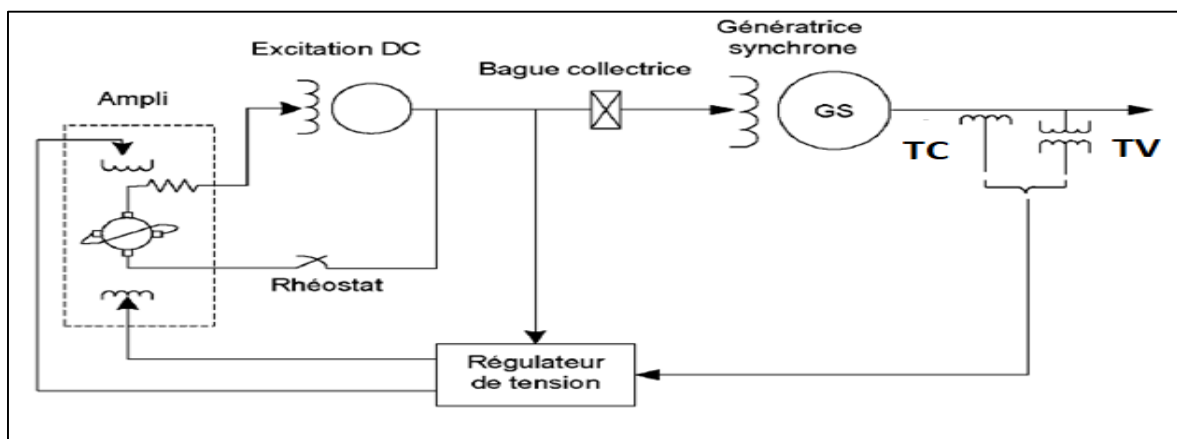 Génératrice
synchrone
Excitation DC
Bague collectrice
Ampli
GS
TC
TV
Rhéostat
Régulateur
de tension